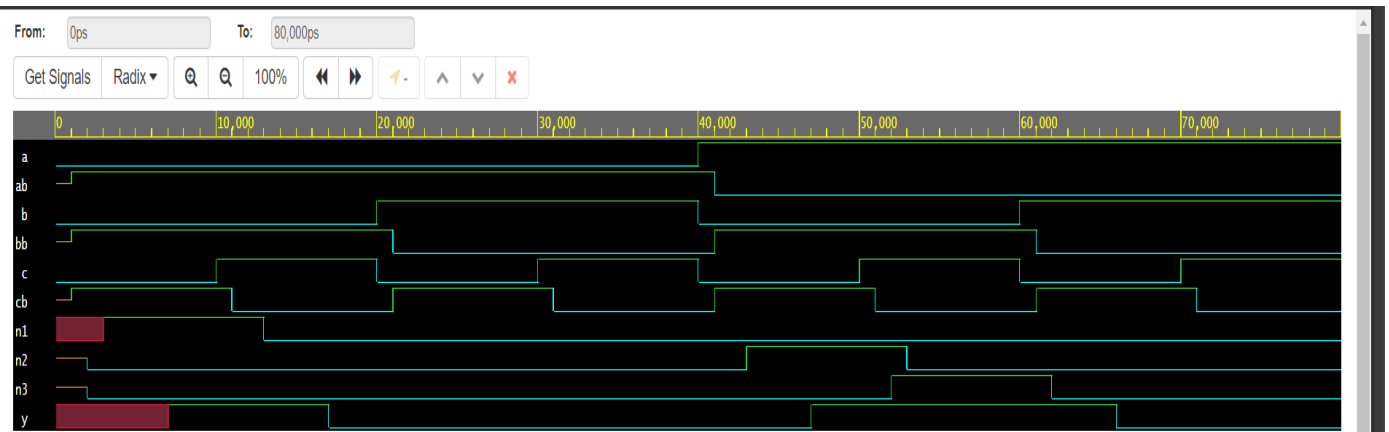 From: 0ps To: 80,000ps
Get Signals Radix 100% -
0 10,000 20,000 30,000 40,000 50,000 60,000 70,000
a
ab
b
bb
c
cb
n1
n2
n3
y